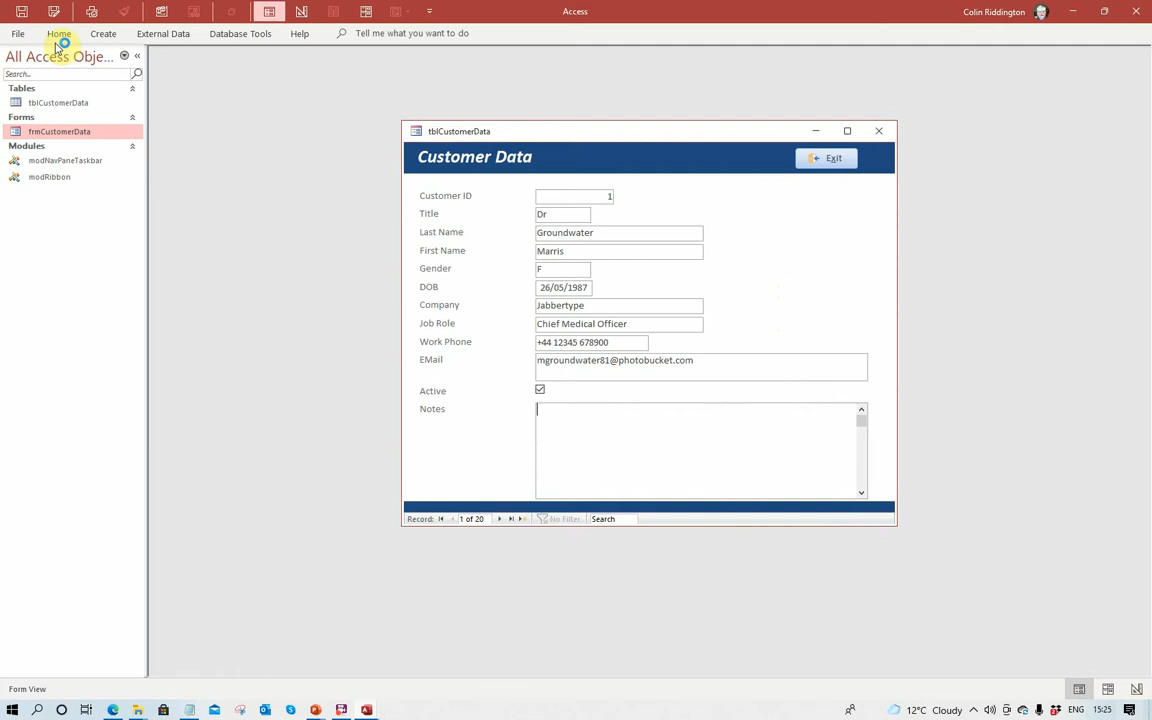 Access
Colin Riddington
File Home Create External Data Database Tools Help Tell me what you want to do
All Access Obje...
Search...
Tables
tblCustomerData
Forms
frmCustomerData
Modules
modNavPaneTaskbar
modRibbon
tblCustomerData
Customer Data
Exit
Customer ID 1
Title Dr
Last Name Groundwater
First Name Marris
Gender F
DOB 26/05/1987
Company Jabbertype
Job Role Chief Medical Officer
Work Phone +44 12345 678900
EMail mgroundwater81@photobucket.com
Active
Notes
Record: 1 of 20 No Filter Search
Form View
12°C Cloudy ENG 15:25